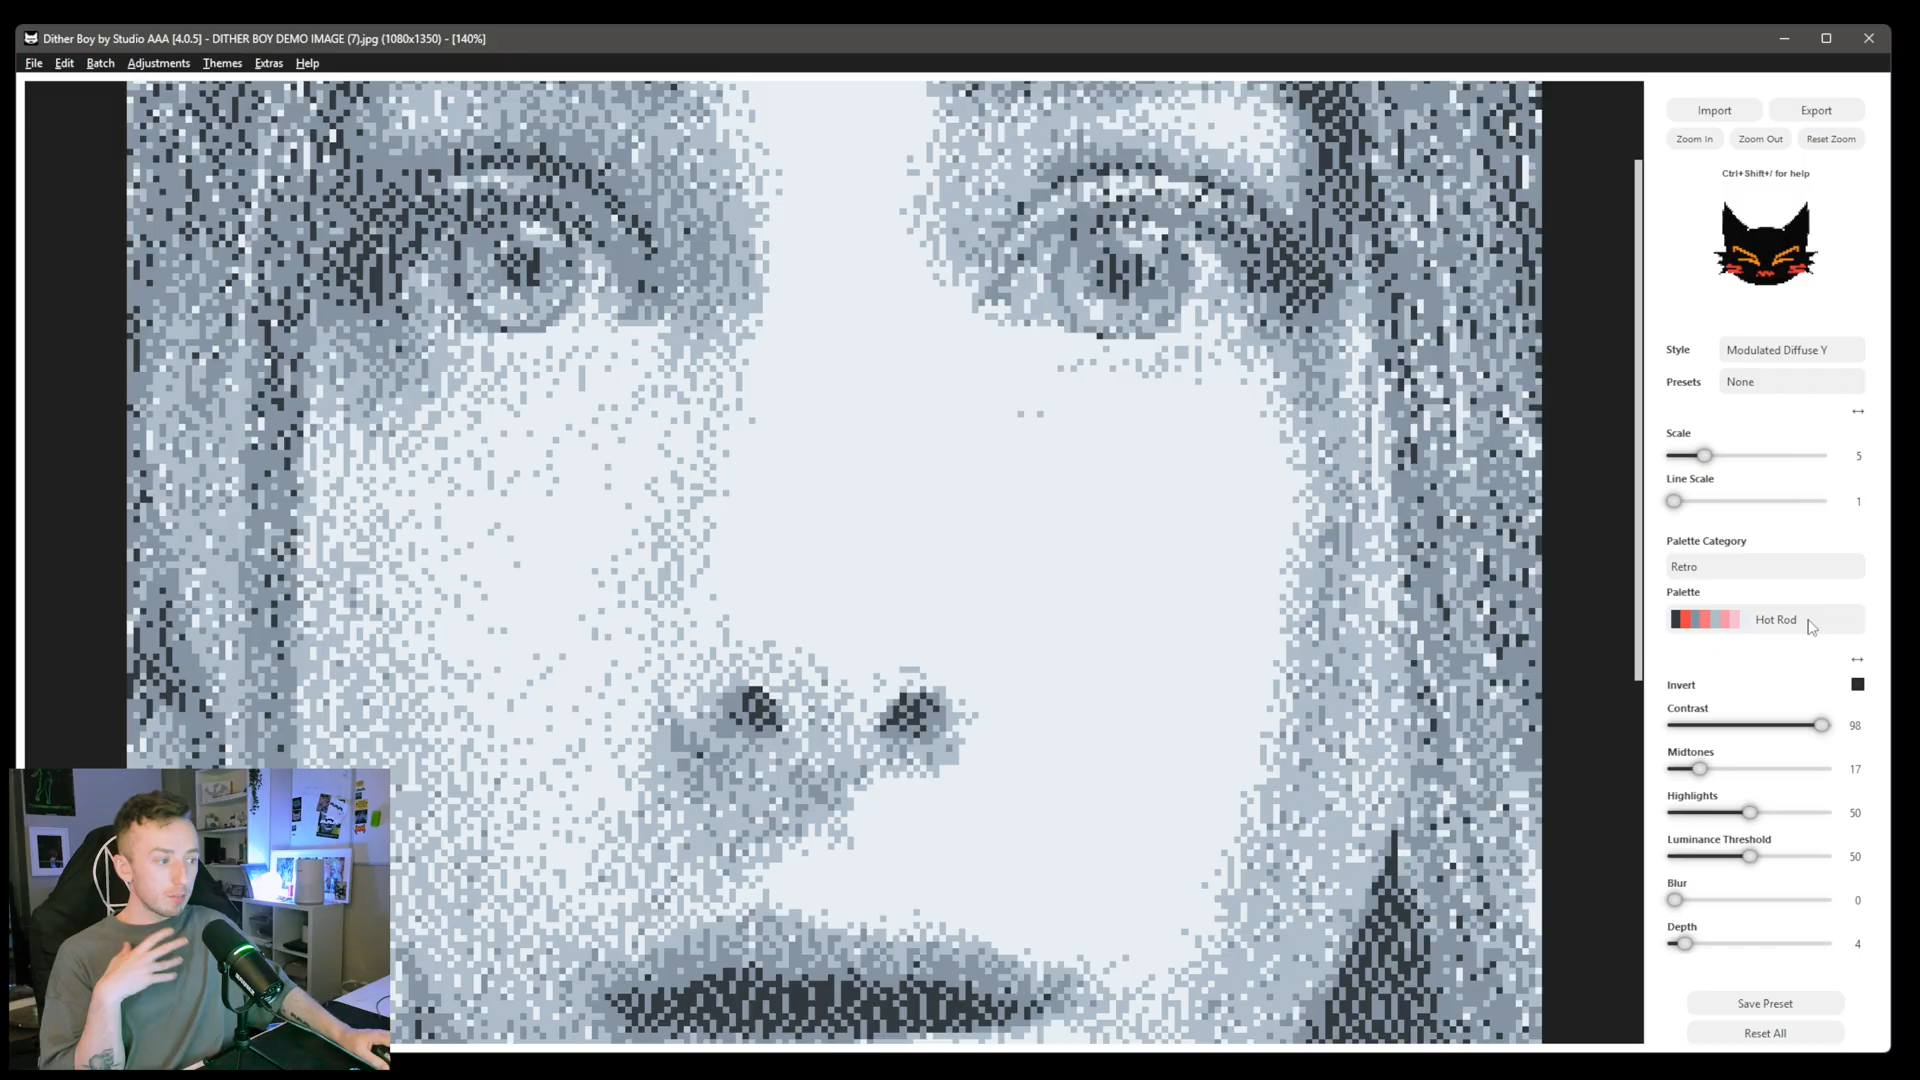 Dither Boy by Studio AAA [4.0.5] - DITHER BOY DEMO IMAGE (7).jpg (1080x1350) - [140%]
File Edit Batch Adjustments Themes Extras Help
Import Export
Zoom In Zoom Out Reset Zoom
Ctrl+Shift+/ for help
Style Modulated Diffuse Y
Presets None
Scale
5
Line Scale
1
Palette Category
Retro
Palette
Hot Rod
Invert
Contrast
98
Midtones
17
Highlights
50
Luminance Threshold
50
Blur
0
Depth
4
Save Preset
Reset All